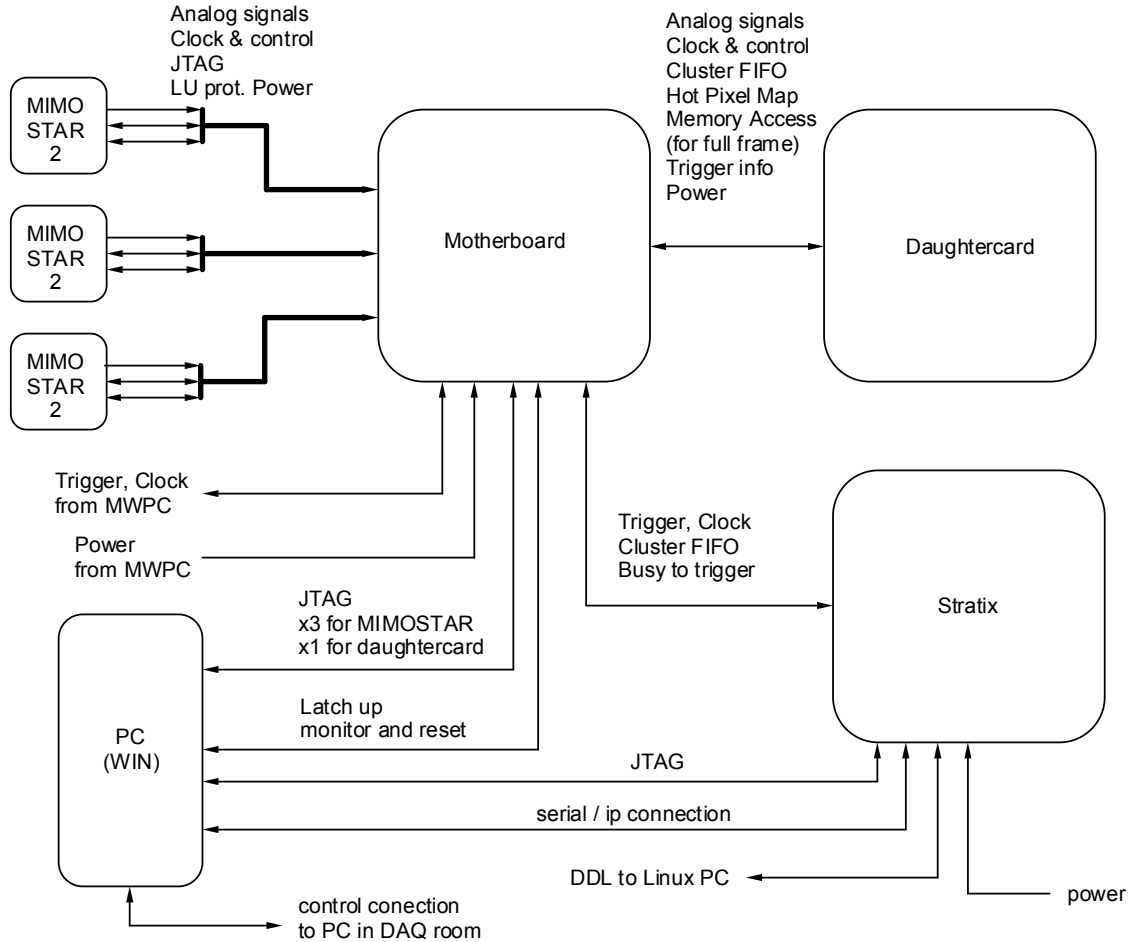 Analog signals
Clock & control
JTAG
LU prot. Power
Analog signals
Clock & control
Cluster FIFO
Hot Pixel Map
Memory Access
(for full frame)
Trigger info
Power
MIMO
STAR
2
MIMO
STAR
2
MIMO
STAR
2
Motherboard
Daughtercard
Trigger, Clock
from MWPC
Power
from MWPC
Trigger, Clock
Cluster FIFO
Busy to trigger
Stratix
JTAG
x3 for MIMOSTAR
x1 for daughtercard
Latch up
monitor and reset
PC
(WIN)
JTAG
serial / ip connection
DDL to Linux PC
power
control conection
to PC in DAQ room